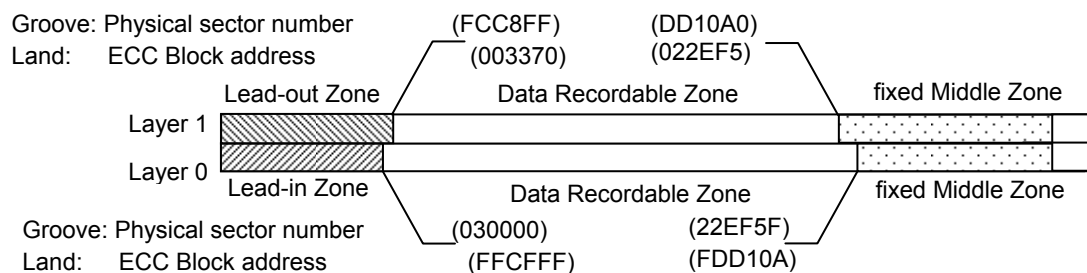 Groove: Physical sector number (FCC8FF) (DD10A0)
Land: ECC Block address (003370) (022EF5)
Lead-out Zone Data Recordable Zone fixed Middle Zone
Layer 1
Layer 0
Lead-in Zone Data Recordable Zone fixed Middle Zone
Groove: Physical sector number (030000) (22EF5F)
Land: ECC Block address (FFCFFF) (FDD10A)